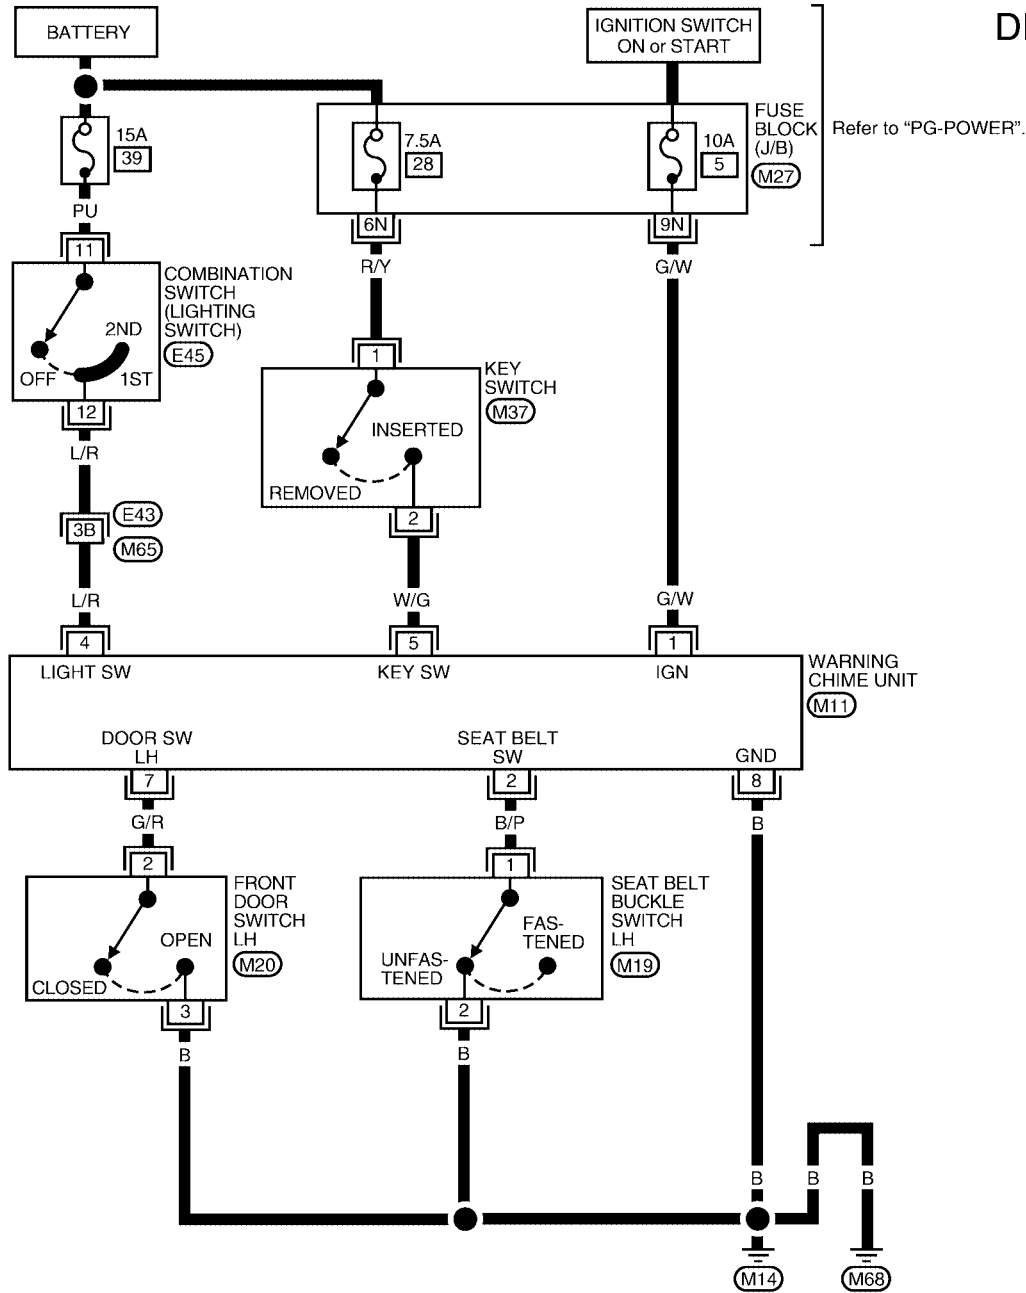 BATTERY
IGNITION SWITCH
ON or START
DI
FUSE
BLOCK
(J/B)
M27
Refer to “PG-POWER”.
15A
39
7.5A
28
10A
5
PU
6N
9N
11
R/Y
G/W
COMBINATION
SWITCH
(LIGHTING
SWITCH)
E45
2ND
OFF
1ST
12
L/R
1
KEY
SWITCH
M37
INSERTED
REMOVED
2
3B
E43
M65
L/R
W/G
G/W
4
5
1
LIGHT SW
KEY SW
IGN
WARNING
CHIME UNIT
M11
DOOR SW
LH
SEAT BELT
SW
GND
7
2
8
G/R
B/P
B
2
1
FRONT
DOOR
SWITCH
LH
M20
OPEN
CLOSED
3
SEAT BELT
BUCKLE
SWITCH
LH
M19
FAS-
TENED
UNFAS-
TENED
2
B
B
B
B
B
M14
M68